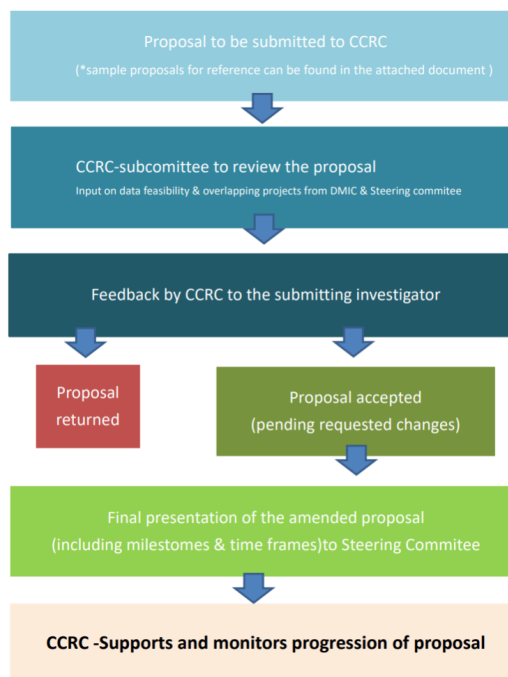 Proposal to be submitted to CCRC
(*sample proposals for reference can be found in the attached document )
CCRC-subcomittee to review the proposal
Input on data feasibility & overlapping projects from DMIC & Steering commitee
Feedback by CCRC to the submitting investigator
Proposal
returned
Proposal accepted
(pending requested changes)
Final presentation of the amended proposal
(including milestomes & time frames)to Steering Commitee
CCRC -Supports and monitors progression of proposal